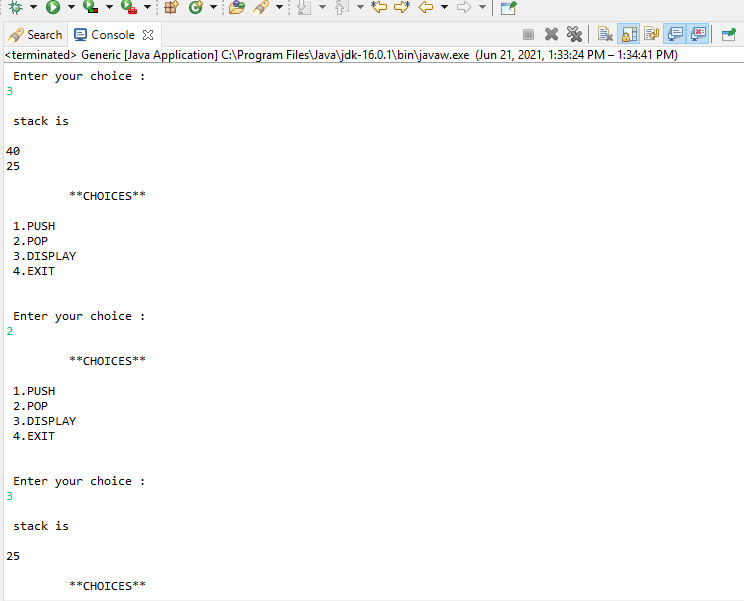 Search Console
<terminated> Generic [Java Application] C:\Program Files\Java\jdk-16.0.1\bin\javaw.exe (Jun 21, 2021, 1:33:24 PM – 1:34:41 PM)
Enter your choice :
3
stack is
40
25
**CHOICES**
1.PUSH
2.POP
3.DISPLAY
4.EXIT
Enter your choice :
2
**CHOICES**
1.PUSH
2.POP
3.DISPLAY
4.EXIT
Enter your choice :
3
stack is
25
**CHOICES**